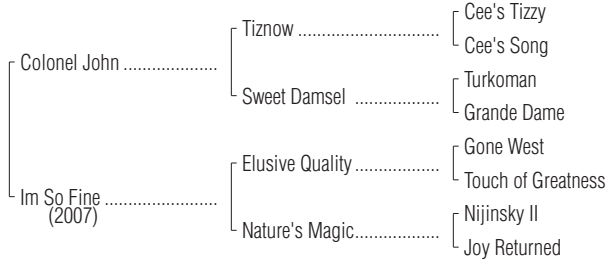 Cee's Tizzy
Tiznow ...................................
Cee's Song
Colonel John ....................
Turkoman
Sweet Damsel ....................
Grande Dame
Gone West
Elusive Quality ....................
Touch of Greatness
Im So Fine ........................
(2007)
Nijinsky II
Nature's Magic....................
Joy Returned